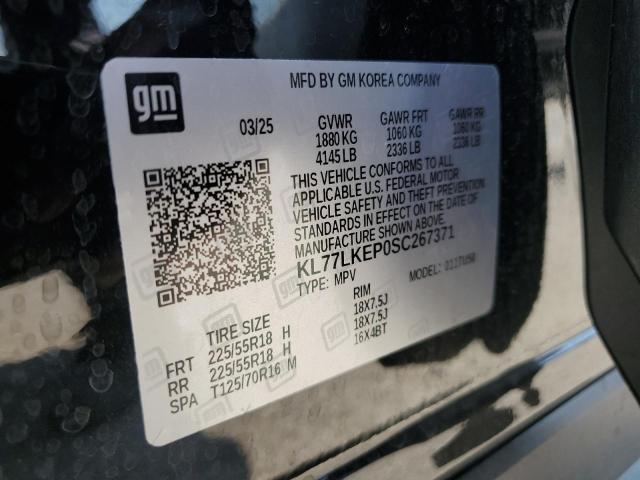 gm
MFD BY GM KOREA COMPANY
03/25
GVWR GAWR FRT GAWR RR
1880 KG 1060 KG 1060 KG
4145 LB 2336 LB 2336 LB
THIS VEHICLE CONFORMS TO ALL
APPLICABLE U.S. FEDERAL MOTOR
VEHICLE SAFETY AND THEFT PREVENTION
STANDARDS IN EFFECT ON THE DATE OF
MANUFACTURE SHOWN ABOVE.
KL77LKEP0SC267371
TYPE: MPV MODEL:
TIRE SIZE RIM
FRT 225/55R18 H 18X7.5J
RR 225/55R18 H 18X7.5J
SPA T125/70R16 M 16X4BT